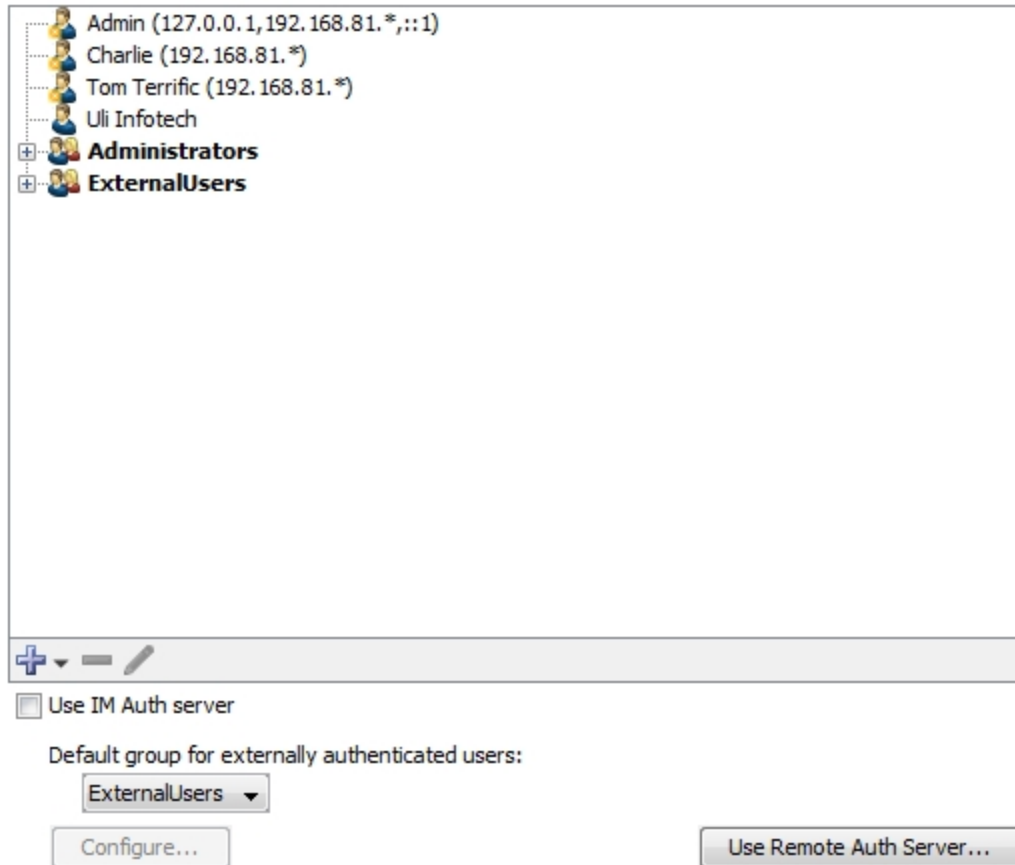 Admin (127.0.0.1,192.168.81.*,::1)
Charlie (192.168.81.*)
Tom Terrific (192.168.81.*)
Uli Infotech
Administrators
ExternalUsers
Use IM Auth server
Default group for externally authenticated users:
ExternalUsers
Configure...
Use Remote Auth Server...